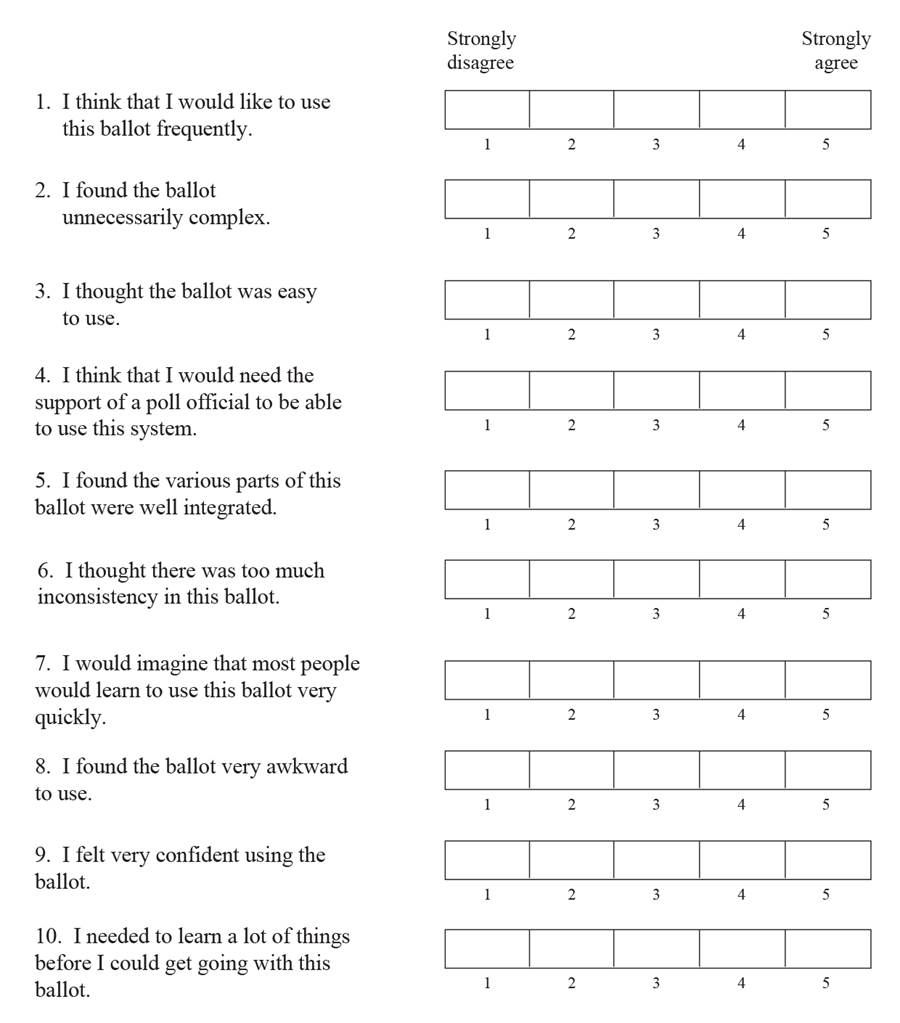 Strongly Strongly
disagree agree
1. I think that I would like to use
this ballot frequently.
1 2 3 4 5
2. I found the ballot
unnecessarily complex.
1 2 3 4 5
3. I thought the ballot was easy
to use.
1 2 3 4 5
4. I think that I would need the
support of a poll official to be able
to use this system.
1 2 3 4 5
5. I found the various parts of this
ballot were well integrated.
1 2 3 4 5
6. I thought there was too much
inconsistency in this ballot.
1 2 3 4 5
7. I would imagine that most people
would learn to use this ballot very
quickly.
1 2 3 4 5
8. I found the ballot very awkward
to use.
1 2 3 4 5
9. I felt very confident using the
ballot.
1 2 3 4 5
10. I needed to learn a lot of things
before I could get going with this
ballot.
1 2 3 4 5